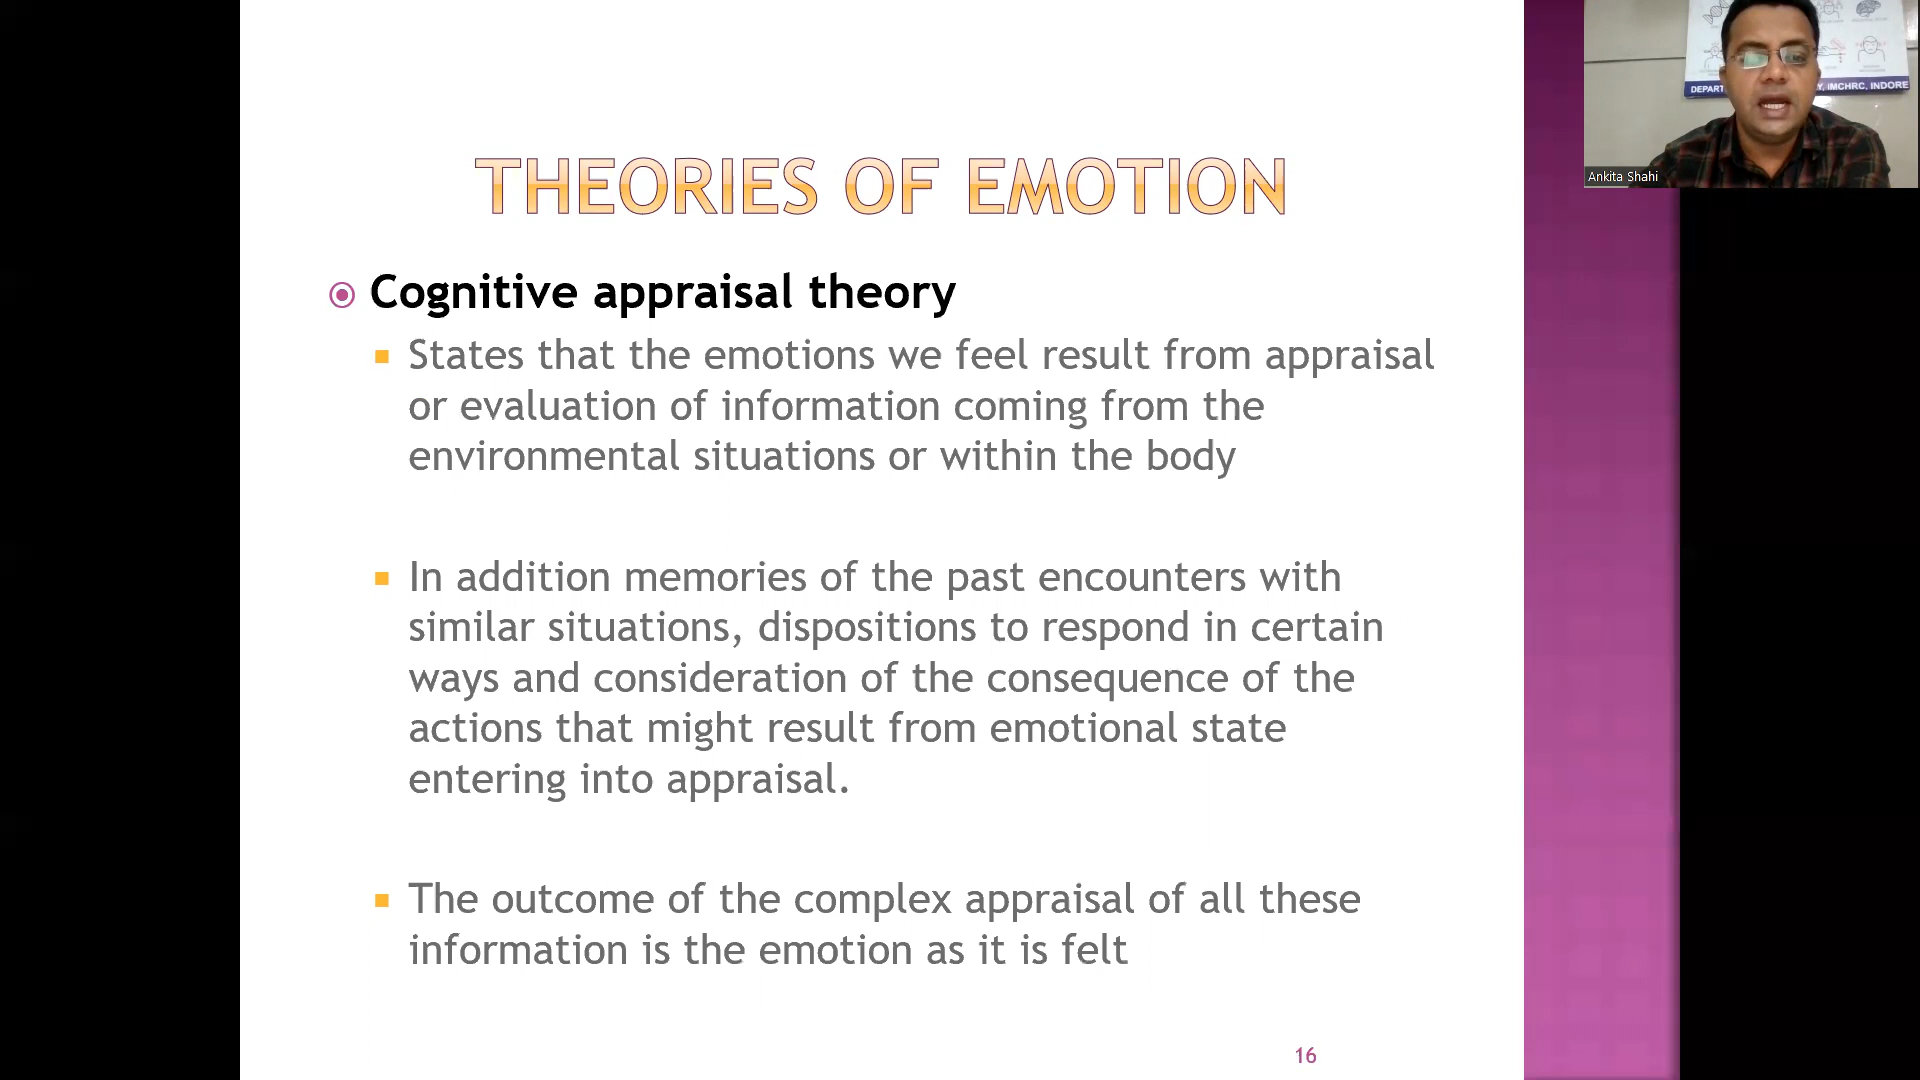 THEORIES OF EMOTION
Cognitive appraisal theory
States that the emotions we feel result from appraisal
or evaluation of information coming from the
environmental situations or within the body
In addition memories of the past encounters with
similar situations, dispositions to respond in certain
ways and consideration of the consequence of the
actions that might result from emotional state
entering into appraisal.
The outcome of the complex appraisal of all these
information is the emotion as it is felt
16
DEPART
Y, IMCHRC, INDORE
Ankita Shahi